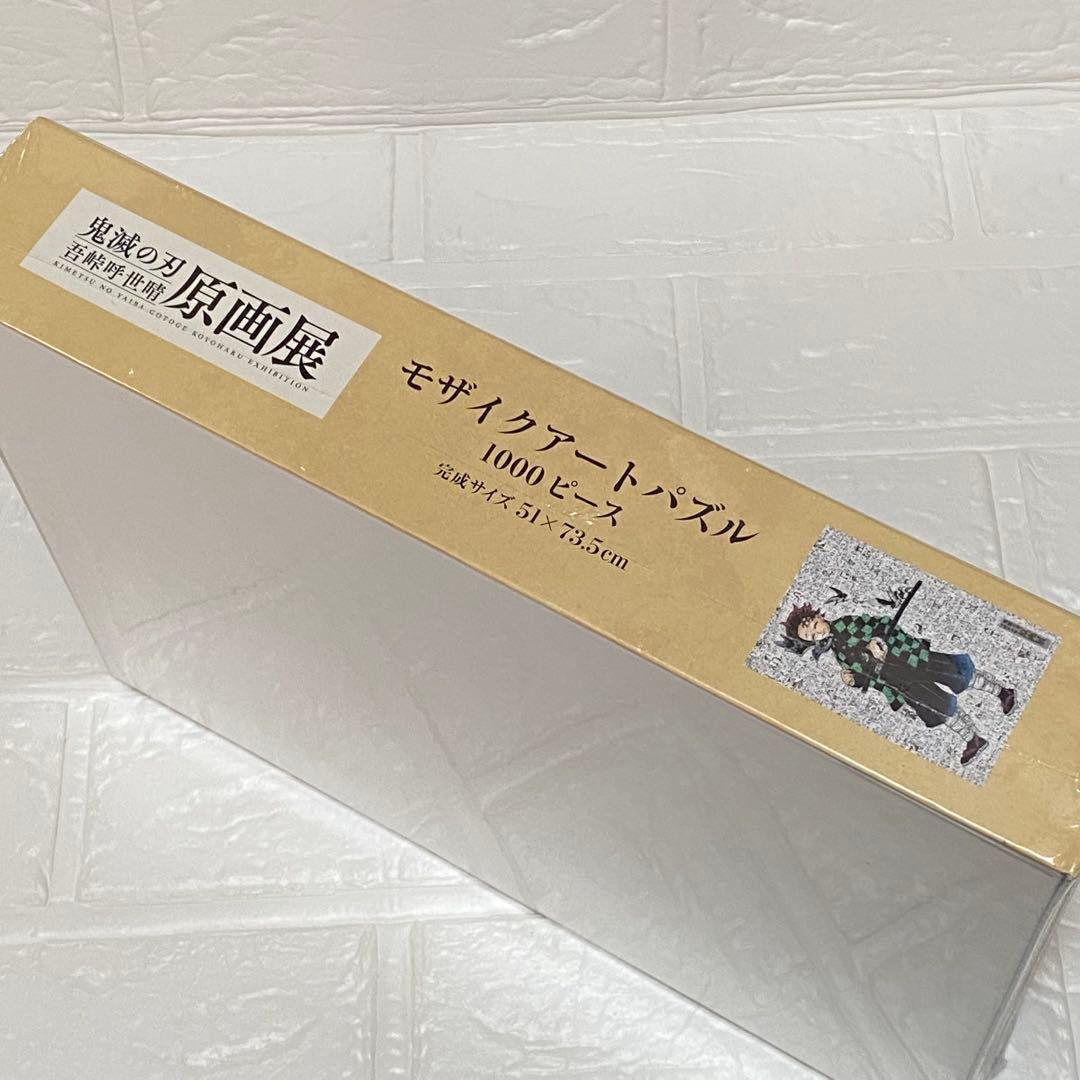 鬼滅の刃
吾峠呼世晴
原画展
KIMETSU NO YAIBA GOTOGE KOYOHARU EXHIBITION
モザイクアートパズル
1000ピース
完成サイズ 51×73.5cm